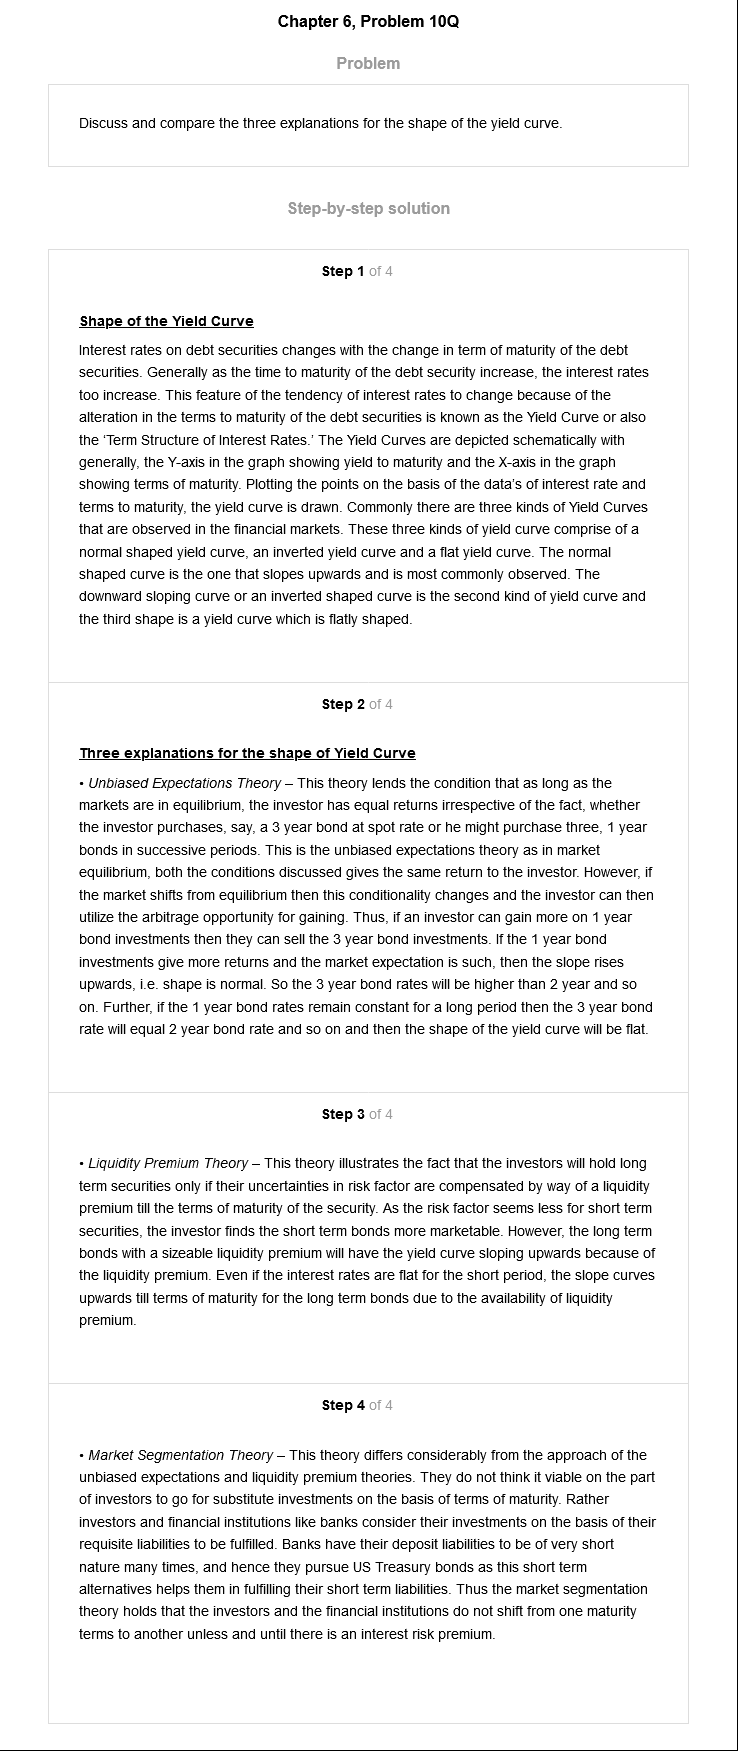 Chapter 6, Problem 10Q
Problem
Discuss and compare the three explanations for the shape of the yield curve.
Step-by-step solution
Step 1 of 4
Shape of the Yield Curve
Interest rates on debt securities changes with the change in term of maturity of the debt
securities. Generally as the time to maturity of the debt security increase, the interest rates
too increase. This feature of the tendency of interest rates to change because of the
alteration in the terms to maturity of the debt securities is known as the Yield Curve or also
the ‘Term Structure of Interest Rates.’ The Yield Curves are depicted schematically with
generally, the Y-axis in the graph showing yield to maturity and the X-axis in the graph
showing terms of maturity. Plotting the points on the basis of the data’s of interest rate and
terms to maturity, the yield curve is drawn. Commonly there are three kinds of Yield Curves
that are observed in the financial markets. These three kinds of yield curve comprise of a
normal shaped yield curve, an inverted yield curve and a flat yield curve. The normal
shaped curve is the one that slopes upwards and is most commonly observed. The
downward sloping curve or an inverted shaped curve is the second kind of yield curve and
the third shape is a yield curve which is flatly shaped.
Step 2 of 4
Three explanations for the shape of Yield Curve
• Unbiased Expectations Theory – This theory lends the condition that as long as the
markets are in equilibrium, the investor has equal returns irrespective of the fact, whether
the investor purchases, say, a 3 year bond at spot rate or he might purchase three, 1 year
bonds in successive periods. This is the unbiased expectations theory as in market
equilibrium, both the conditions discussed gives the same return to the investor. However, if
the market shifts from equilibrium then this conditionality changes and the investor can then
utilize the arbitrage opportunity for gaining. Thus, if an investor can gain more on 1 year
bond investments then they can sell the 3 year bond investments. If the 1 year bond
investments give more returns and the market expectation is such, then the slope rises
upwards, i.e. shape is normal. So the 3 year bond rates will be higher than 2 year and so
on. Further, if the 1 year bond rates remain constant for a long period then the 3 year bond
rate will equal 2 year bond rate and so on and then the shape of the yield curve will be flat.
Step 3 of 4
• Liquidity Premium Theory – This theory illustrates the fact that the investors will hold long
term securities only if their uncertainties in risk factor are compensated by way of a liquidity
premium till the terms of maturity of the security. As the risk factor seems less for short term
securities, the investor finds the short term bonds more marketable. However, the long term
bonds with a sizeable liquidity premium will have the yield curve sloping upwards because of
the liquidity premium. Even if the interest rates are flat for the short period, the slope curves
upwards till terms of maturity for the long term bonds due to the availability of liquidity
premium.
Step 4 of 4
• Market Segmentation Theory – This theory differs considerably from the approach of the
unbiased expectations and liquidity premium theories. They do not think it viable on the part
of investors to go for substitute investments on the basis of terms of maturity. Rather
investors and financial institutions like banks consider their investments on the basis of their
requisite liabilities to be fulfilled. Banks have their deposit liabilities to be of very short
nature many times, and hence they pursue US Treasury bonds as this short term
alternatives helps them in fulfilling their short term liabilities. Thus the market segmentation
theory holds that the investors and the financial institutions do not shift from one maturity
terms to another unless and until there is an interest risk premium.